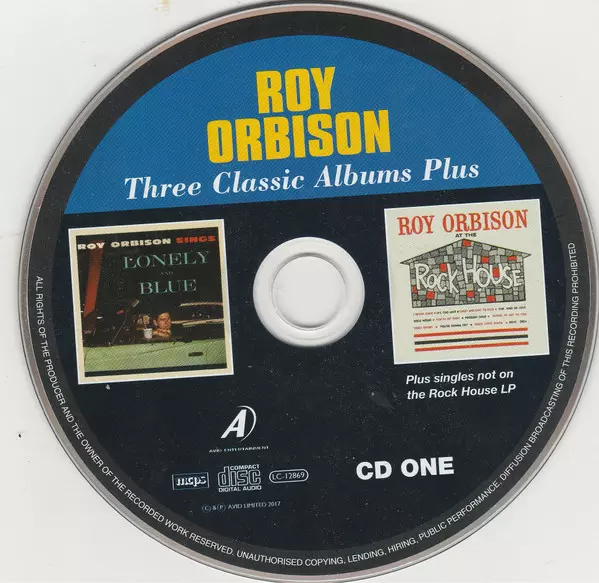 ROY
ORBISON
Three Classic Albums Plus
ROY ORBISON SINGS
LONELY
AND
BLUE
ROY ORBISON
AT THE
ROCK HOUSE
Plus singles not on
the Rock House LP
A
AVID ENTERTAINMENT
CD ONE
mcps
COMPACT
disc
DIGITAL AUDIO
LC-12869
© & ℗ AVID LIMITED 2017
ALL RIGHTS OF THE PRODUCER AND THE OWNER OF THE RECORDED WORK RESERVED. UNAUTHORISED COPYING, LENDING, HIRING, PUBLIC PERFORMANCE, DIFFUSION BROADCASTING OF THIS RECORDING PROHIBITED